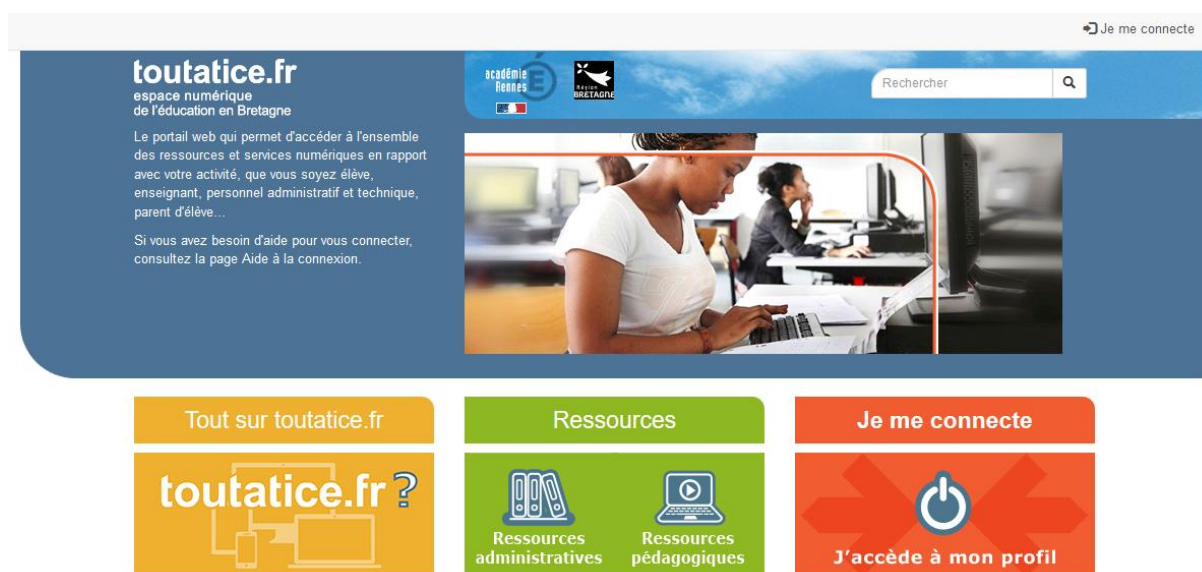 Je me connecte
toutatice.fr
espace numérique
de l'éducation en Bretagne
Le portail web qui permet d'accéder à l'ensemble
des ressources et services numériques en rapport
avec votre activité, que vous soyez élève,
enseignant, personnel administratif et technique,
parent d'élève...
Si vous avez besoin d'aide pour vous connecter,
consultez la page Aide à la connexion.
académie
Rennes
É
Région
BRETAGNE
Rechercher
Tout sur toutatice.fr
toutatice.fr ?
Ressources
Ressources
administratives
Ressources
pédagogiques
Je me connecte
J'accède à mon profil